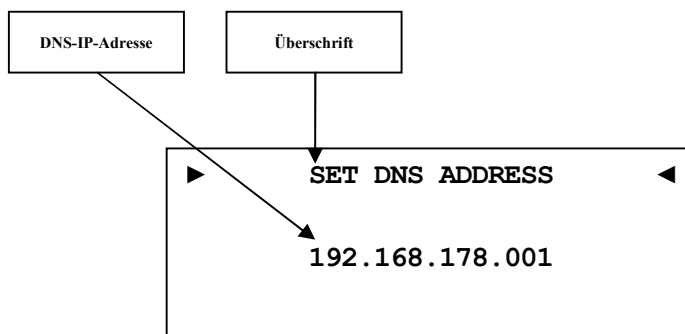 DNS-IP-Adresse
Überschrift
► SET DNS ADDRESS ◄
192.168.178.001